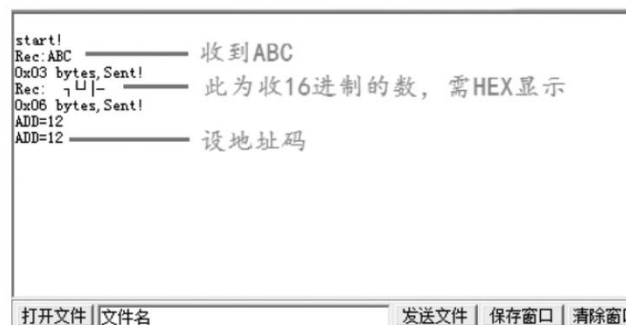 start!
Rec:ABC 收到ABC
0x03 bytes,Sent!
Rec: ┐└┘├ 此为收16进制的数，需HEX显示
0x06 bytes,Sent!
ADD=12
ADD=12 设地址码
打开文件 文件名 发送文件 保存窗口 清除窗